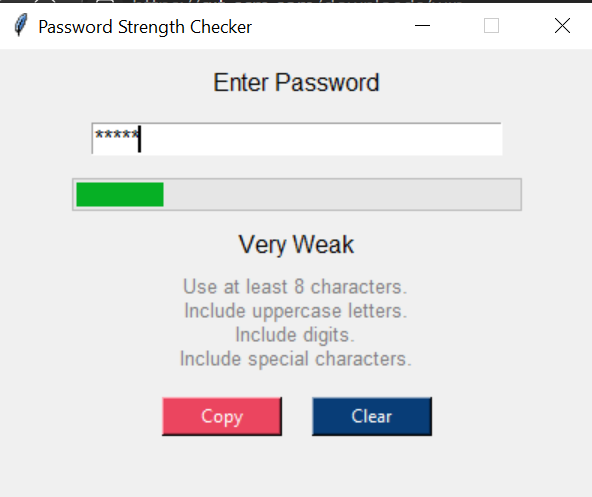 Password Strength Checker
Enter Password
*****
Very Weak
Use at least 8 characters.
Include uppercase letters.
Include digits.
Include special characters.
Copy
Clear